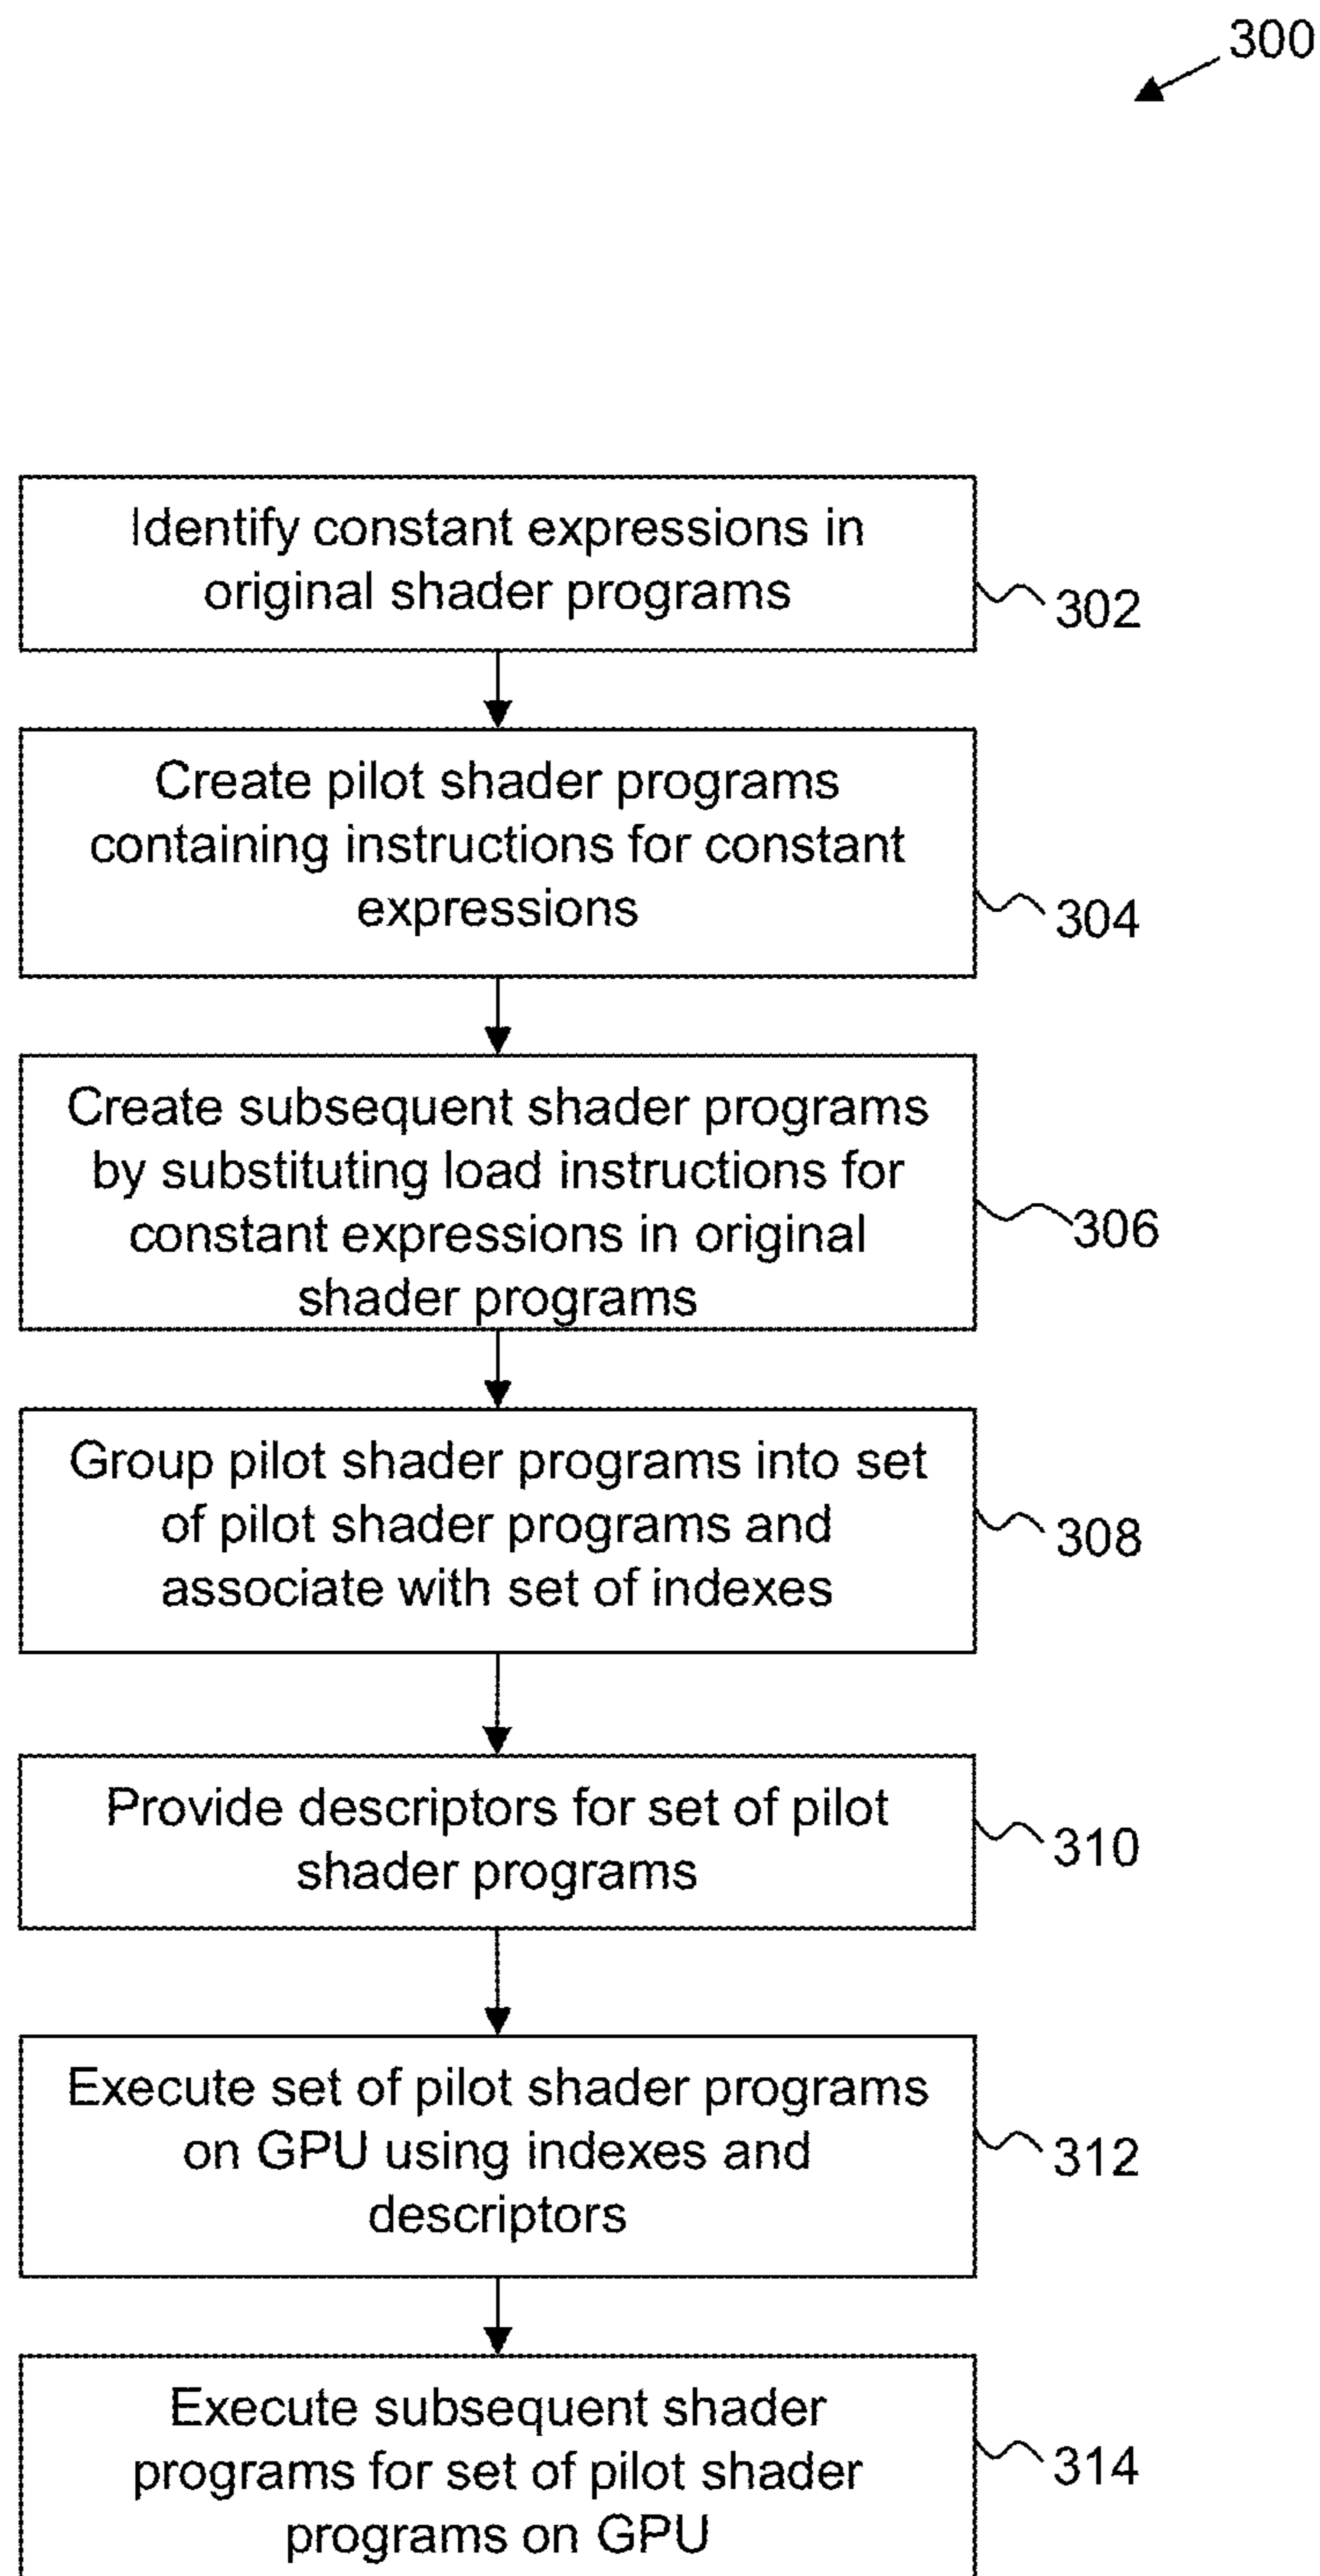 300
Identify constant expressions in
original shader programs
302
Create pilot shader programs
containing instructions for constant
expressions
304
Create subsequent shader programs
by substituting load instructions for
constant expressions in original
shader programs
306
Group pilot shader programs into set
of pilot shader programs and
associate with set of indexes
308
Provide descriptors for set of pilot
shader programs
310
Execute set of pilot shader programs
on GPU using indexes and
descriptors
312
Execute subsequent shader
programs for set of pilot shader
programs on GPU
314